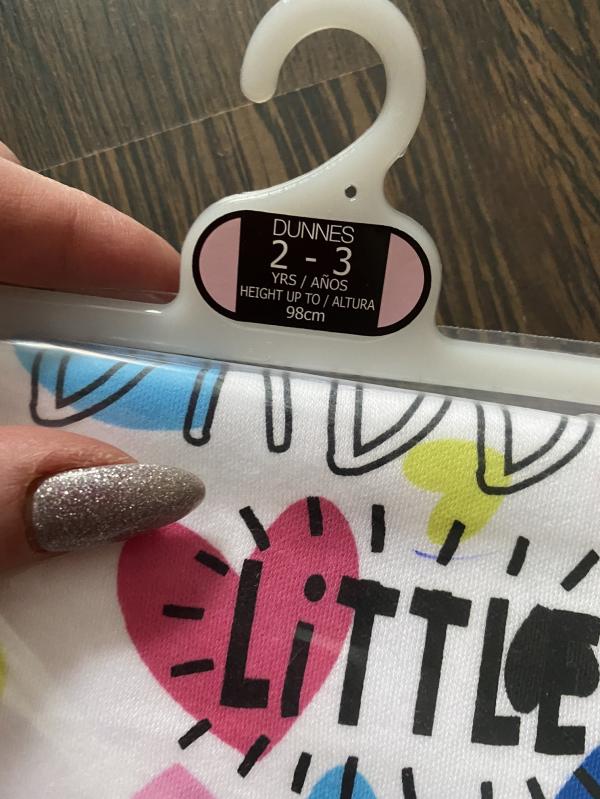 DUNNES
2 - 3
YRS / AÑOS
HEIGHT UP TO / ALTURA
98cm
LiTTLE